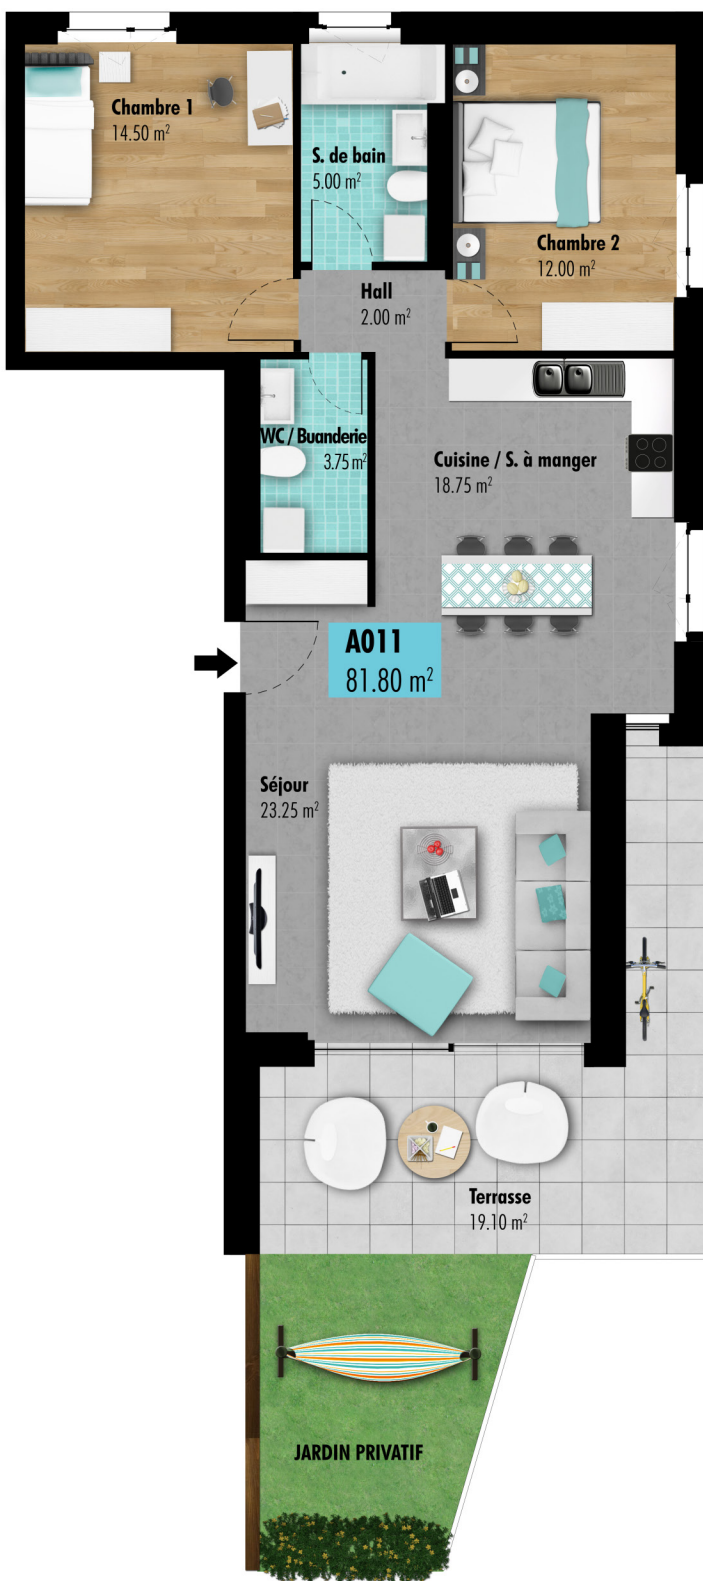 Chambre 1
14.50 m²
S. de bain
5.00 m²
Chambre 2
12.00 m²
Hall
2.00 m²
WC / Buanderie
3.75 m²
Cuisine / S. à manger
18.75 m²
A011
81.80 m²
Séjour
23.25 m²
Terrasse
19.10 m²
JARDIN PRIVATIF